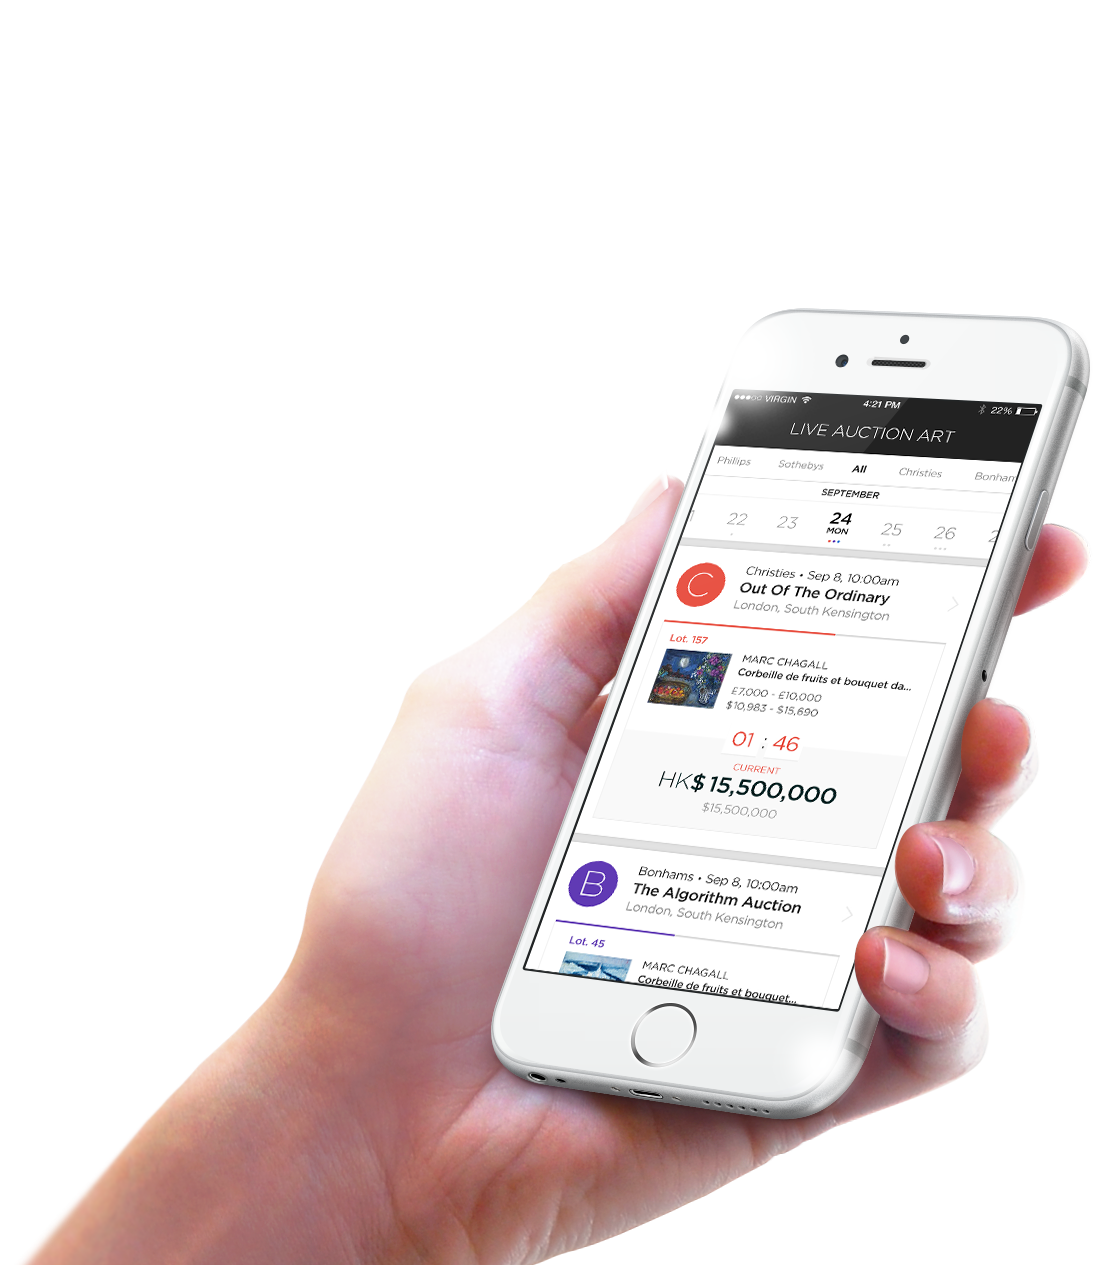 VIRGIN 4:21 PM 22%
LIVE AUCTION ART
Phillips Sothebys All Christies Bonham
SEPTEMBER
22 23 24 25 26 2
MON
C
Christies • Sep 8, 10:00am
Out Of The Ordinary
London, South Kensington
Lot. 157
MARC CHAGALL
Corbeille de fruits et bouquet da...
£7,000 - £10,000
$10,983 - $15,690
01 : 46
CURRENT
HK$ 15,500,000
$15,500,000
B
Bonhams • Sep 8, 10:00am
The Algorithm Auction
London, South Kensington
Lot. 45
MARC CHAGALL
Corbeille de fruits et bouquet...